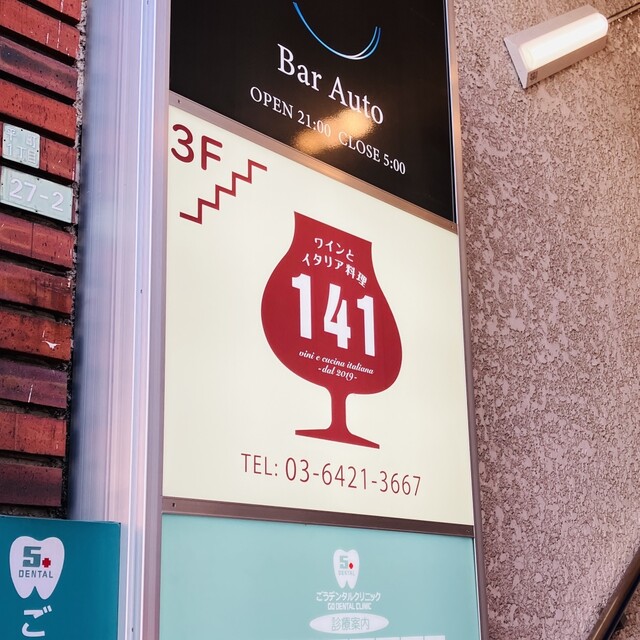 Bar Auto
OPEN 21:00 CLOSE 5:00
3F
ワインと
イタリア料理
141
vini e cucina italiana
-dal 2019-
TEL: 03-6421-3667
27-2
5
DENTAL
ご
5
DENTAL
ごうデンタルクリニック
GO DENTAL CLINIC
診療案内